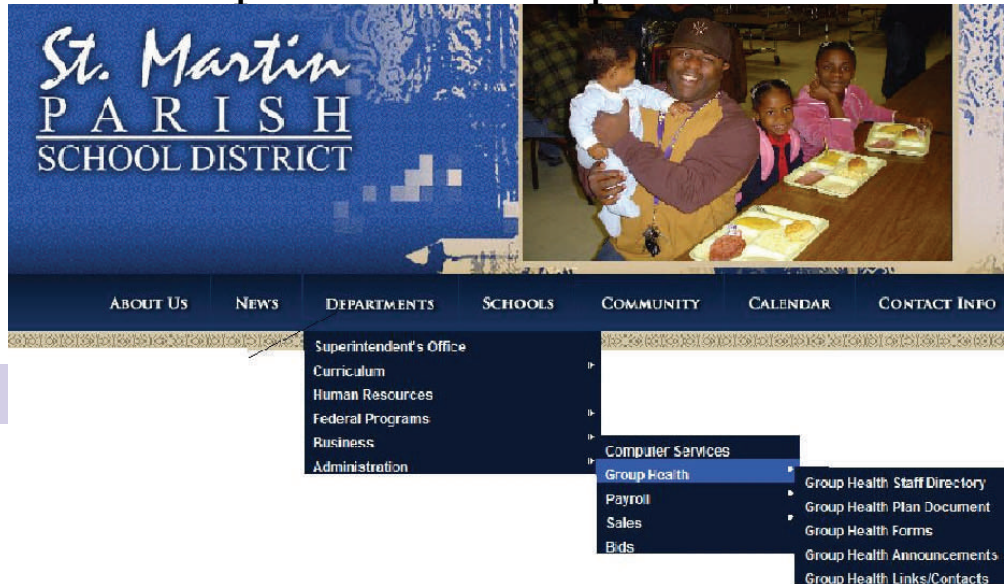 St. Martin
PARISH
SCHOOL DISTRICT
ABOUT US NEWS DEPARTMENTS SCHOOLS COMMUNITY CALENDAR CONTACT INFO
Superintendent's Office
Curriculum
Human Resources
Federal Programs
Business
Administration
Computer Services
Group Health
Payroll
Sales
Bids
Group Health Staff Directory
Group Health Plan Document
Group Health Forms
Group Health Announcements
Group Health Links/Contacts